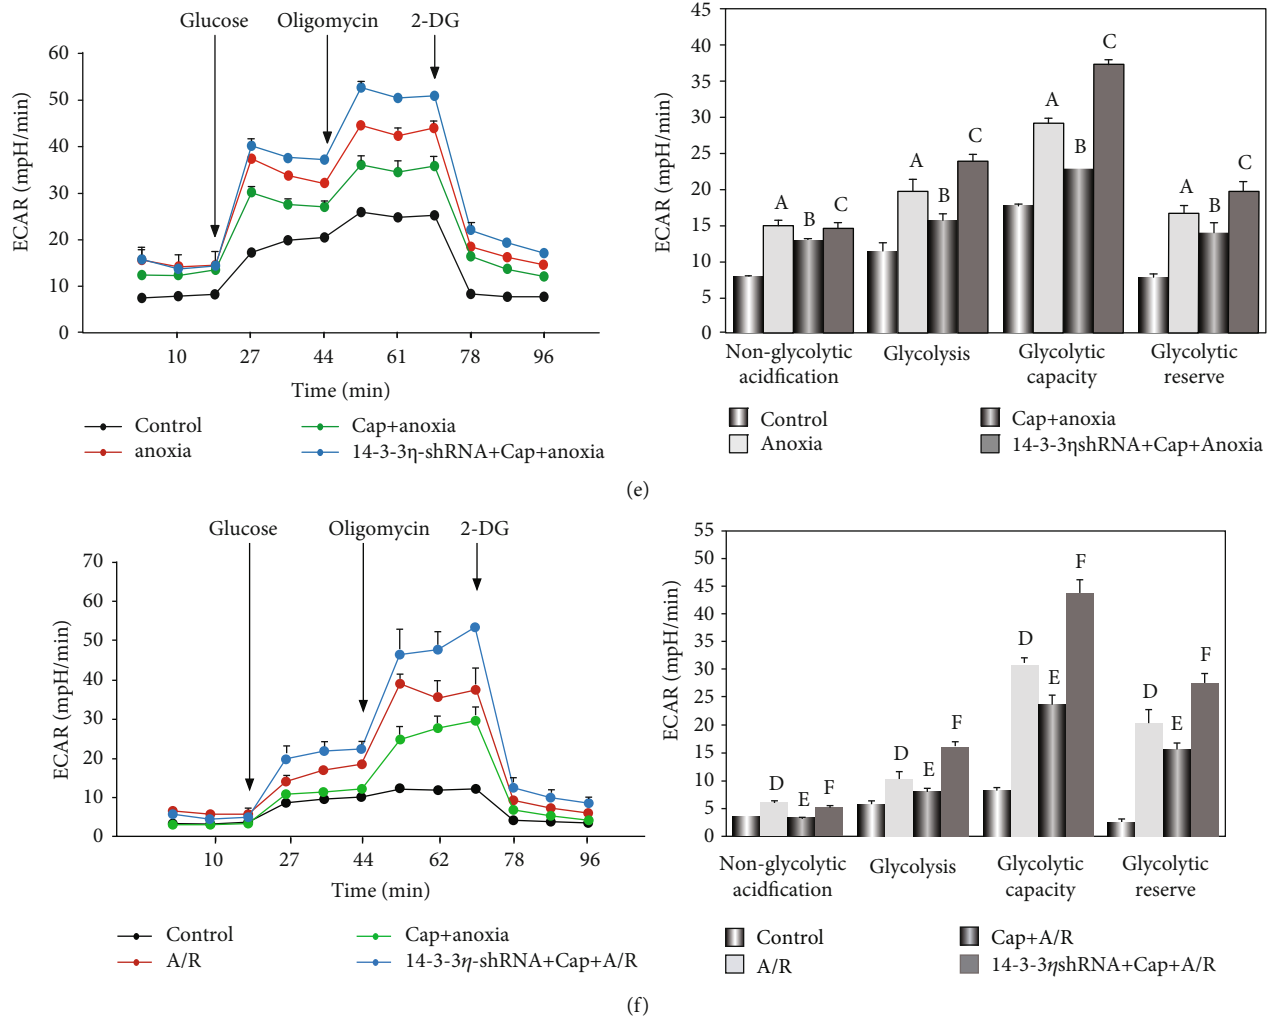 Glucose Oligomycin 2-DG
60
50
40
30
20
10
0
ECAR (mpH/min)
10 27 44 61 78 96
Time (min)
Control
anoxia
Cap+anoxia
14-3-3η-shRNA+Cap+anoxia
45
40
35
30
25
20
15
10
5
0
ECAR (mpH/min)
A B C
A B C
A B C
A B C
Non-glycolytic
acidfication
Glycolysis
Glycolytic
capacity
Glycolytic
reserve
Control
Anoxia
Cap+anoxia
14-3-3ηshRNA+Cap+Anoxia
(e)
Glucose Oligomycin 2-DG
70
60
50
40
30
20
10
0
ECAR (mpH/min)
10 27 44 62 78 96
Time (min)
Control
A/R
Cap+anoxia
14-3-3η-shRNA+Cap+A/R
55
50
45
40
35
30
25
20
15
10
5
0
ECAR (mpH/min)
D E F
D E F
D E F
D E F
Non-glycolytic
acidfication
Glycolysis
Glycolytic
capacity
Glycolytic
reserve
Control
A/R
Cap+A/R
14-3-3ηshRNA+Cap+A/R
(f)